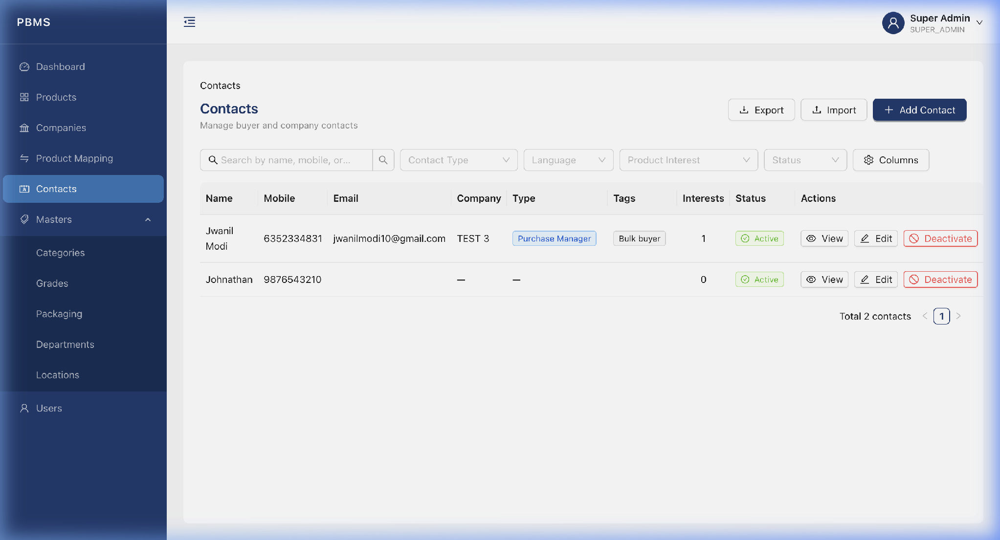 PBMS
Super Admin
SUPER_ADMIN
Dashboard
Products
Companies
Product Mapping
Contacts
Masters
Categories
Grades
Packaging
Departments
Locations
Users
Contacts
Contacts
Manage buyer and company contacts
Export
Import
Add Contact
Search by name, mobile, or...
Contact Type
Language
Product Interest
Status
Columns
Name Mobile Email Company Type Tags Interests Status Actions
Jwanil Modi 6352334831 jwanilmodi10@gmail.com TEST 3 Purchase Manager Bulk buyer 1 Active View Edit Deactivate
Johnathan 9876543210 — — 0 Active View Edit Deactivate
Total 2 contacts < 1 >